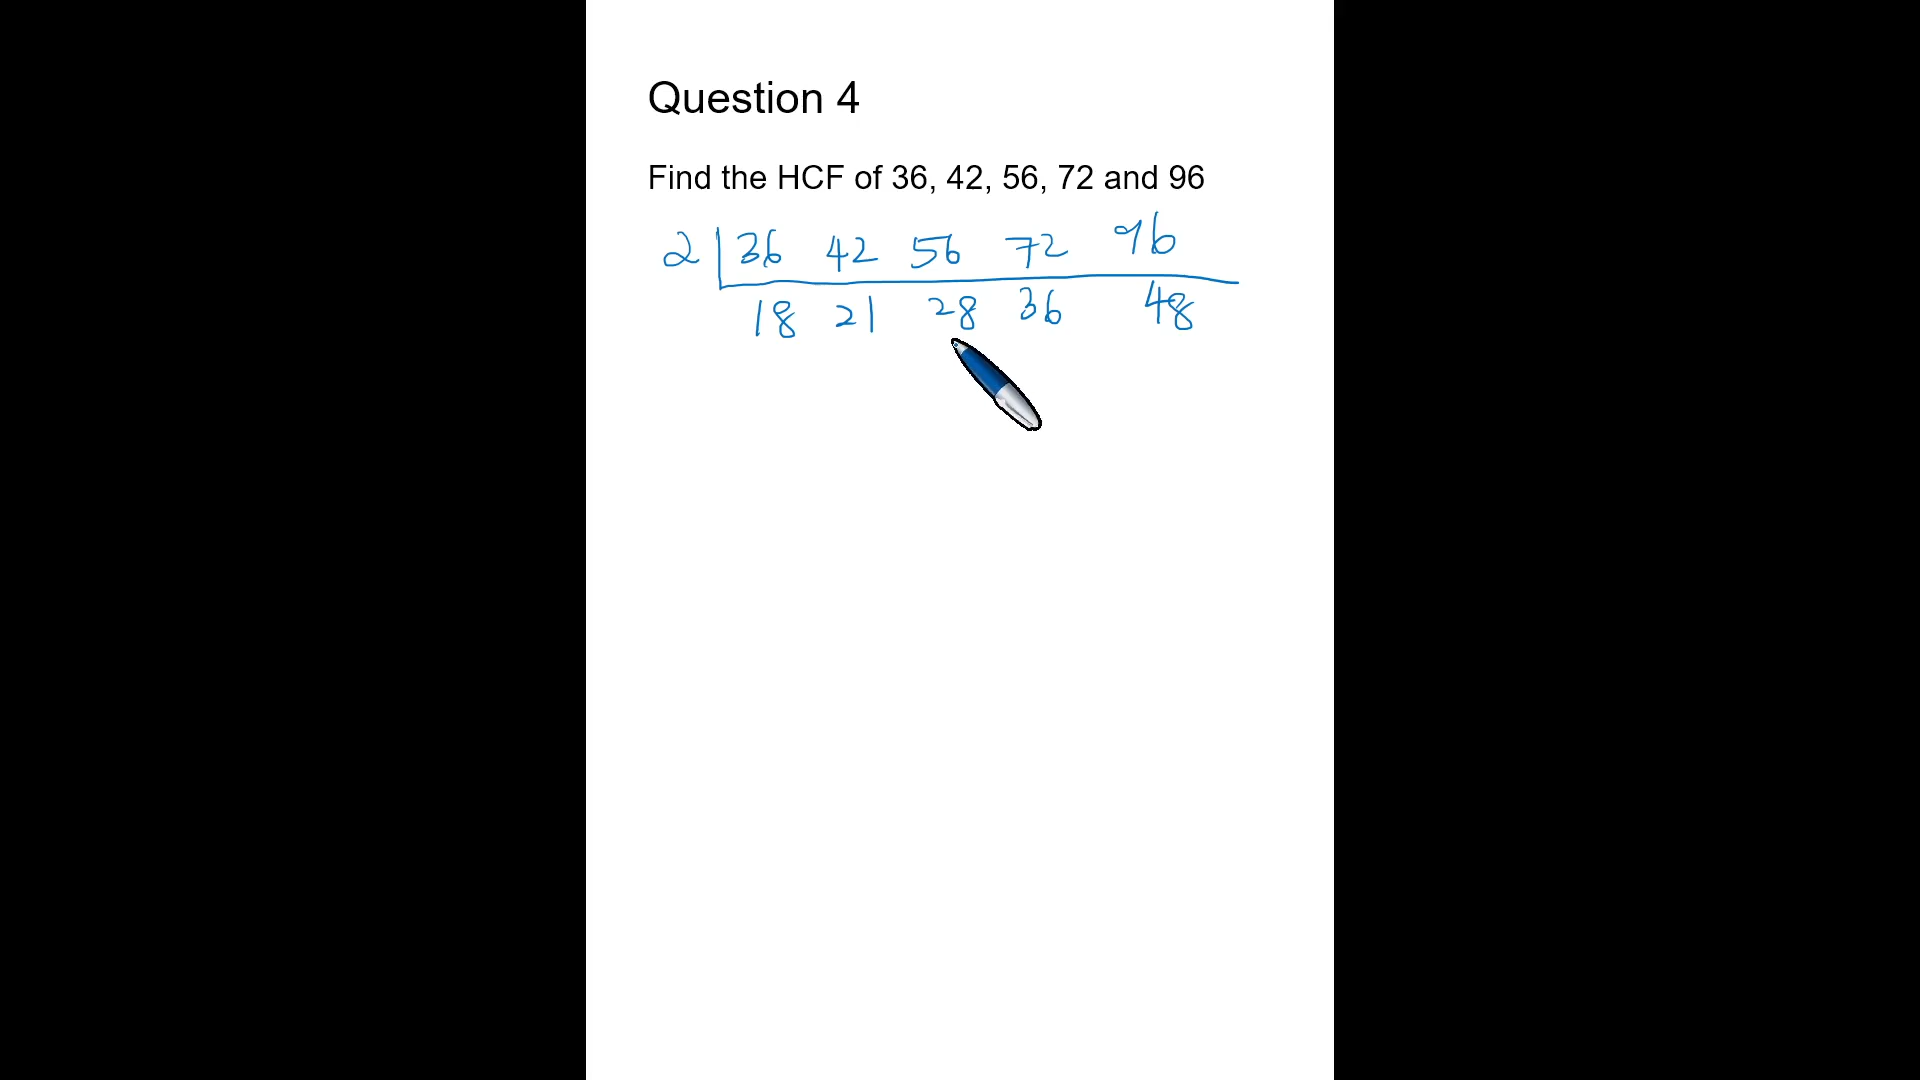 Question 4
Find the HCF of 36, 42, 56, 72 and 96
2 | 36 42 56 72 96
18 21 28 36 48